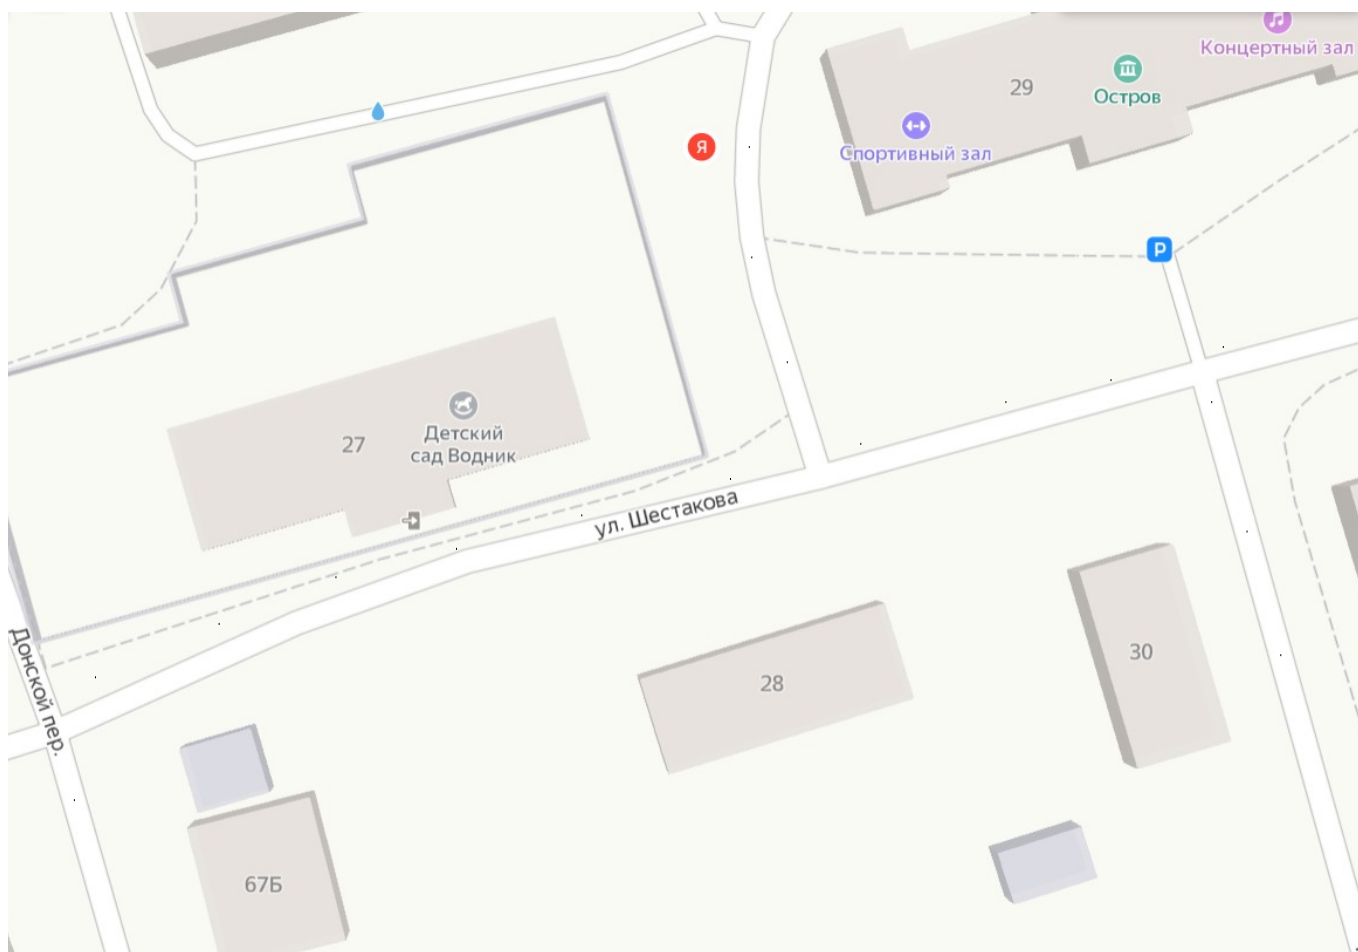 Концертный зал
29
Остров
Я
Спортивный зал
P
27
Детский
сад Водник
ул. Шестакова
Донской пер.
28
30
67Б